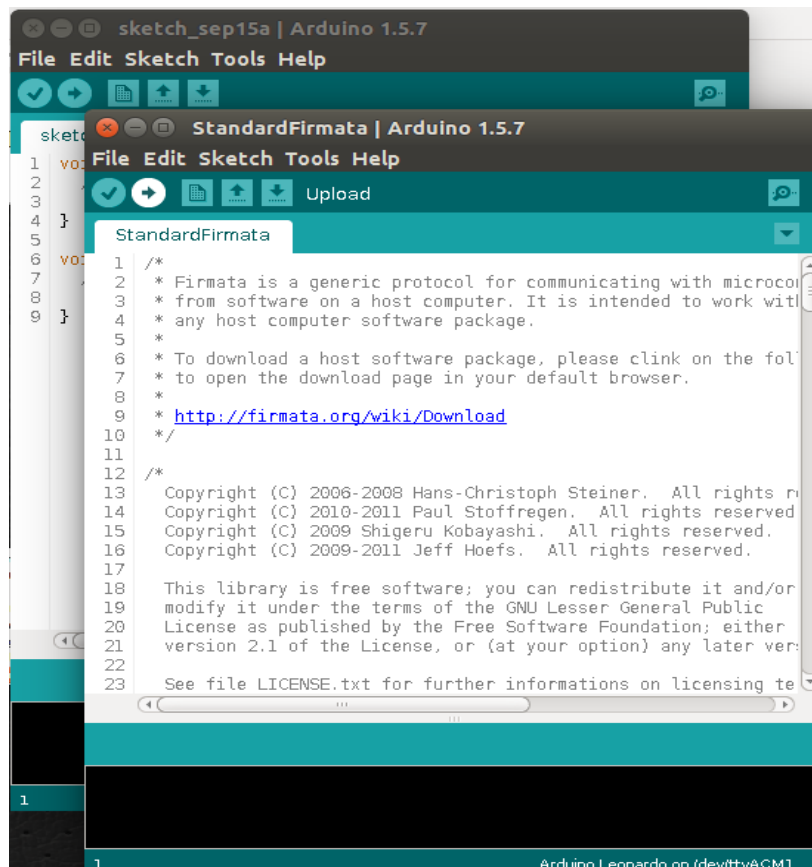 sketch_sep15a | Arduino 1.5.7
File Edit Sketch Tools Help
StandardFirmata | Arduino 1.5.7
File Edit Sketch Tools Help
Upload
StandardFirmata
1 /*
2 * Firmata is a generic protocol for communicating with
3 * from software on a host computer. It is intended to work
4 * any host computer software package.
5 *
6 * To download a host software package, please clink on the
7 * to open the download page in your default browser.
8 *
9 * http://firmata.org/wiki/Download
10 */
11
12 /*
13 Copyright (C) 2006-2008 Hans-Christoph Steiner. All rights
14 Copyright (C) 2010-2011 Paul Stoffregen. All rights reserved
15 Copyright (C) 2009 Shigeru Kobayashi. All rights reserved.
16 Copyright (C) 2009-2011 Jeff Hoefs. All rights reserved.
17
18 This library is free software; you can redistribute it and/or
19 modify it under the terms of the GNU Lesser General Public
20 License as published by the Free Software Foundation; either
21 version 2.1 of the License, or (at your option) any later
22
23 See file LICENSE.txt for further informations on licensing
1
2
3
4 }
5
6
7
8
9 }
1
1
Arduino Leonardo on /dev/ttyACM1